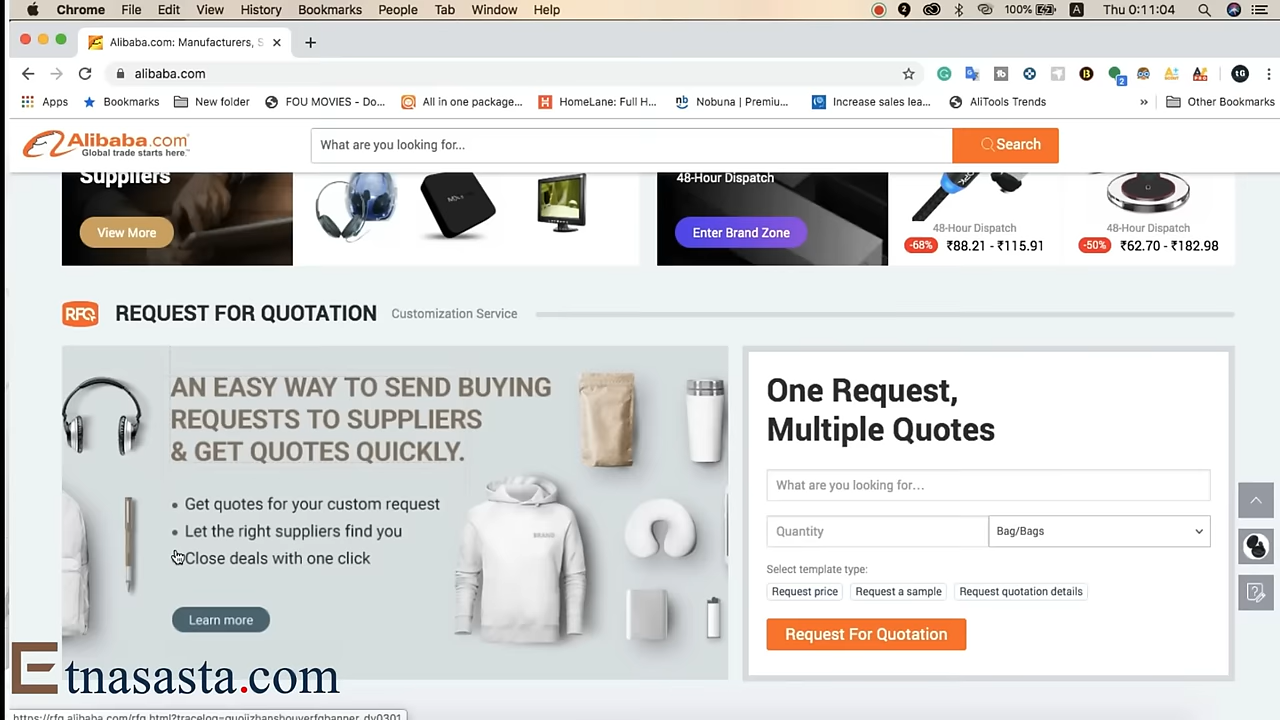 Chrome File Edit View History Bookmarks People Tab Window Help
2 100% A Thu 0:11:04
Alibaba.com: Manufacturers, S
alibaba.com
2 B tG
Apps Bookmarks New folder FOU MOVIES - Do... All in one package... HomeLane: Full H... Nobuna | Premiu... Increase sales lea... AliTools Trends » Other Bookmarks
Alibaba.com
Global trade starts here.™
What are you looking for...
Search
Suppliers
View More
48-Hour Dispatch
Enter Brand Zone
48-Hour Dispatch
-68% ₹88.21 - ₹115.91
48-Hour Dispatch
-50% ₹62.70 - ₹182.98
RFQ REQUEST FOR QUOTATION Customization Service
AN EASY WAY TO SEND BUYING
REQUESTS TO SUPPLIERS
& GET QUOTES QUICKLY.
• Get quotes for your custom request
• Let the right suppliers find you
Close deals with one click
Learn more
BRAND
One Request,
Multiple Quotes
What are you looking for...
Quantity
Bag/Bags
Select template type:
Request price Request a sample Request quotation details
Request For Quotation
Etnasasta.com